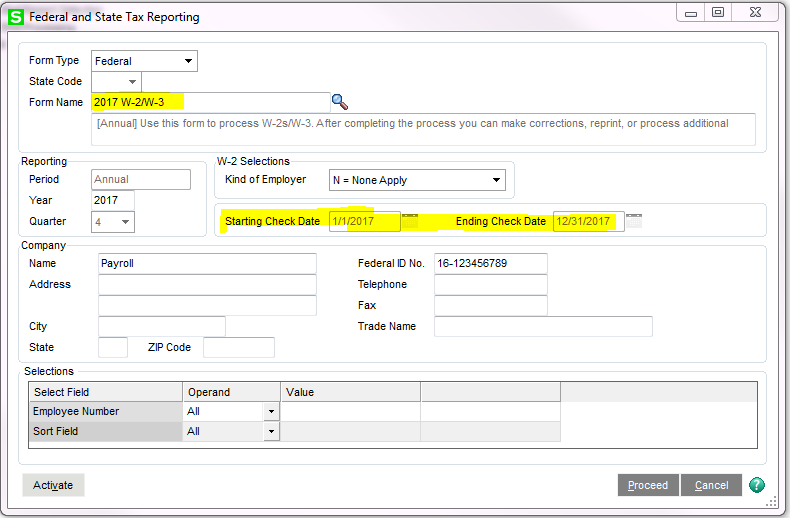 S Federal and State Tax Reporting
Form Type Federal
State Code
Form Name 2017 W-2/W-3
[Annual] Use this form to process W-2s/W-3. After completing the process you can make corrections, reprint, or process additional
Reporting
Period Annual
Year 2017
Quarter 4
W-2 Selections
Kind of Employer N = None Apply
Starting Check Date 1/1/2017 Ending Check Date 12/31/2017
Company
Name Payroll Federal ID No. 16-123456789
Address Telephone
Fax
City Trade Name
State ZIP Code
Selections
Select Field Operand Value
Employee Number All
Sort Field All
Activate Proceed Cancel ?